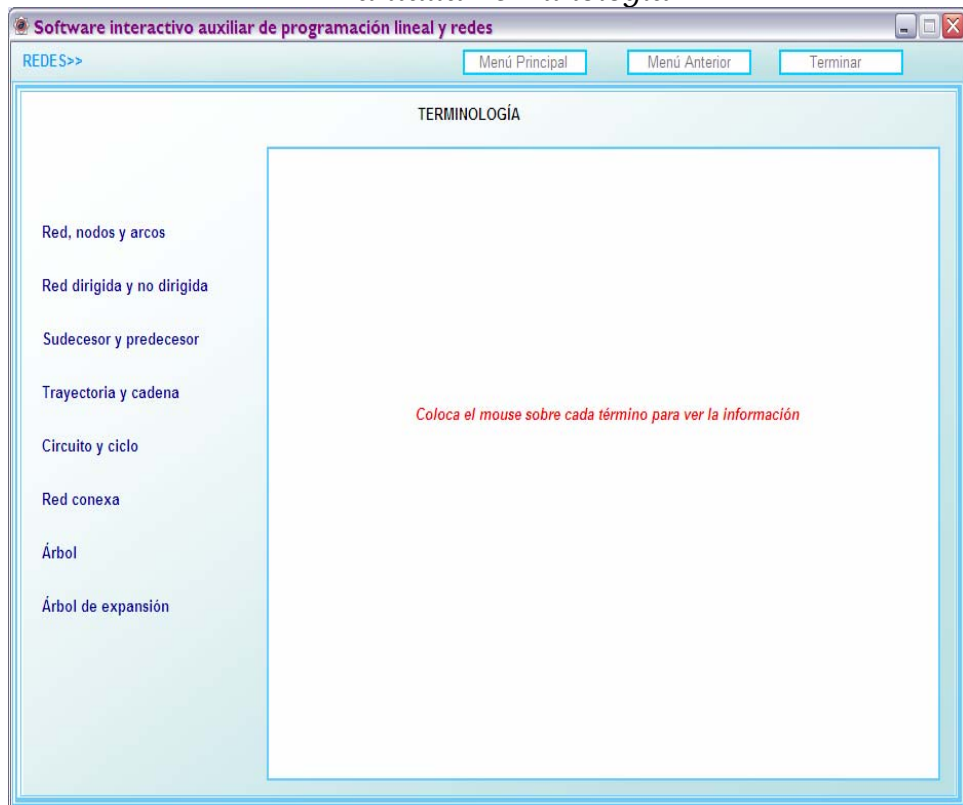 Software interactivo auxiliar de programación lineal y redes
REDES>>
Menú Principal
Menú Anterior
Terminar
TERMINOLOGÍA
Red, nodos y arcos
Red dirigida y no dirigida
Sudecesor y predecesor
Trayectoria y cadena
Coloca el mouse sobre cada término para ver la información
Circuito y ciclo
Red conexa
Árbol
Árbol de expansión